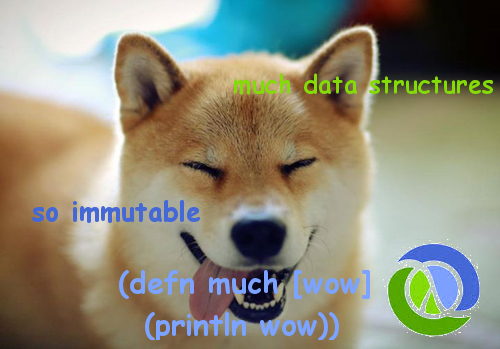 much data structures
so immutable
(defn much [wow]
(println wow))